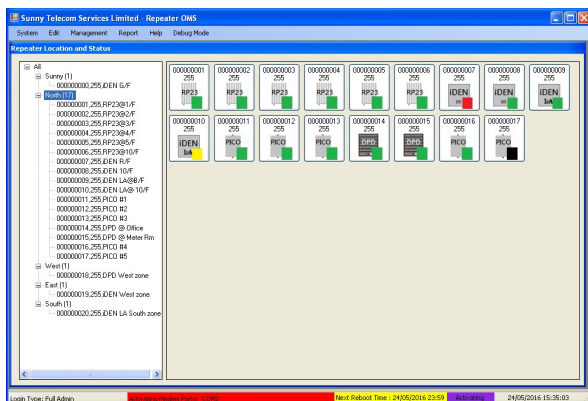 Sunny Telecom Services Limited - Repeater OMS
System Edit Management Report Help Debug Mode
Repeater Location and Status
All
Sunny (1)
000000000,255,iDEN G/F
North (17)
000000001,255,RP23@1/F
000000002,255,RP23@2/F
000000003,255,RP23@3/F
000000004,255,RP23@4/F
000000005,255,RP23@5/F
000000006,255,RP23@10/F
000000007,255,iDEN R/F
000000008,255,iDEN 10/F
000000009,255,iDEN LA@B/F
000000010,255,iDEN LA@ 10/F
000000011,255,PICO #1
000000012,255,PICO #2
000000013,255,PICO #3
000000014,255,DPD @ Office
000000015,255,DPD @ Meter Rm
000000016,255,PICO #4
000000017,255,PICO #5
West (1)
000000018,255,DPD West zone
East (1)
000000019,255,iDEN West zone
South (1)
000000020,255,iDEN LA South zone
000000001 000000002 000000003 000000004 000000005 000000006 000000007 000000008 000000009
255 255 255 255 255 255 255 255 255
RP23 RP23 RP23 RP23 RP23 RP23 iDEN iDEN iDEN
LA
000000010 000000011 000000012 000000013 000000014 000000015 000000016 000000017
255 255 255 255 255 255 255 255
iDEN PICO PICO PICO DPD DPD PICO PICO
LA
Login Type: Full Admin Activating Modem Ports: Next Reboot Time : 24/05/2016 23:59 Activating 24/05/2016 15:35:03